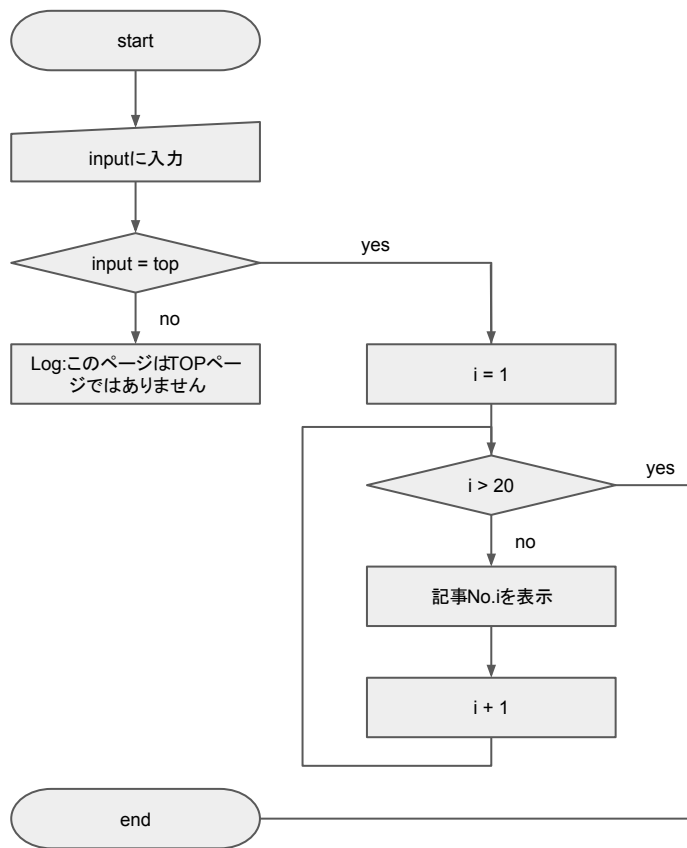 start
inputに入力
input = top
yes
no
Log:このページはTOPペー
ジではありません
i = 1
i > 20
yes
no
記事No.iを表示
i + 1
end